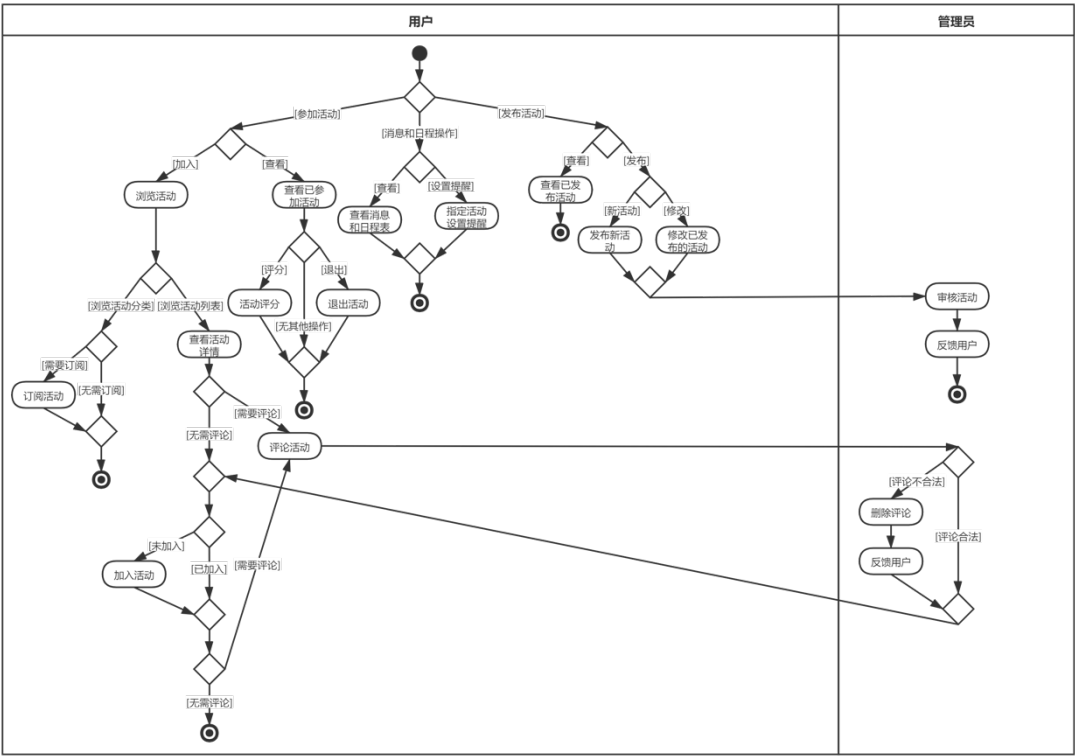 用户
管理员
[参加活动]
[发布活动]
[消息和日程操作]
[加入]
[查看]
[查看]
[发布]
浏览活动
查看已参
加活动
[查看]
[设置提醒]
查看已发
布活动
[新活动]
[修改]
查看消息
和日程表
指定活动
设置提醒
发布新活
动
修改已发
布的活动
[评分]
[退出]
[浏览活动分类]
[浏览活动列表]
活动评分
退出活动
审核活动
[无其他操作]
查看活动
详情
反馈用户
[需要订阅]
[无需订阅]
订阅活动
[需要评论]
[无需评论]
评论活动
[评论不合法]
删除评论
[评论合法]
[未加入]
[已加入]
[需要评论]
反馈用户
加入活动
[无需评论]